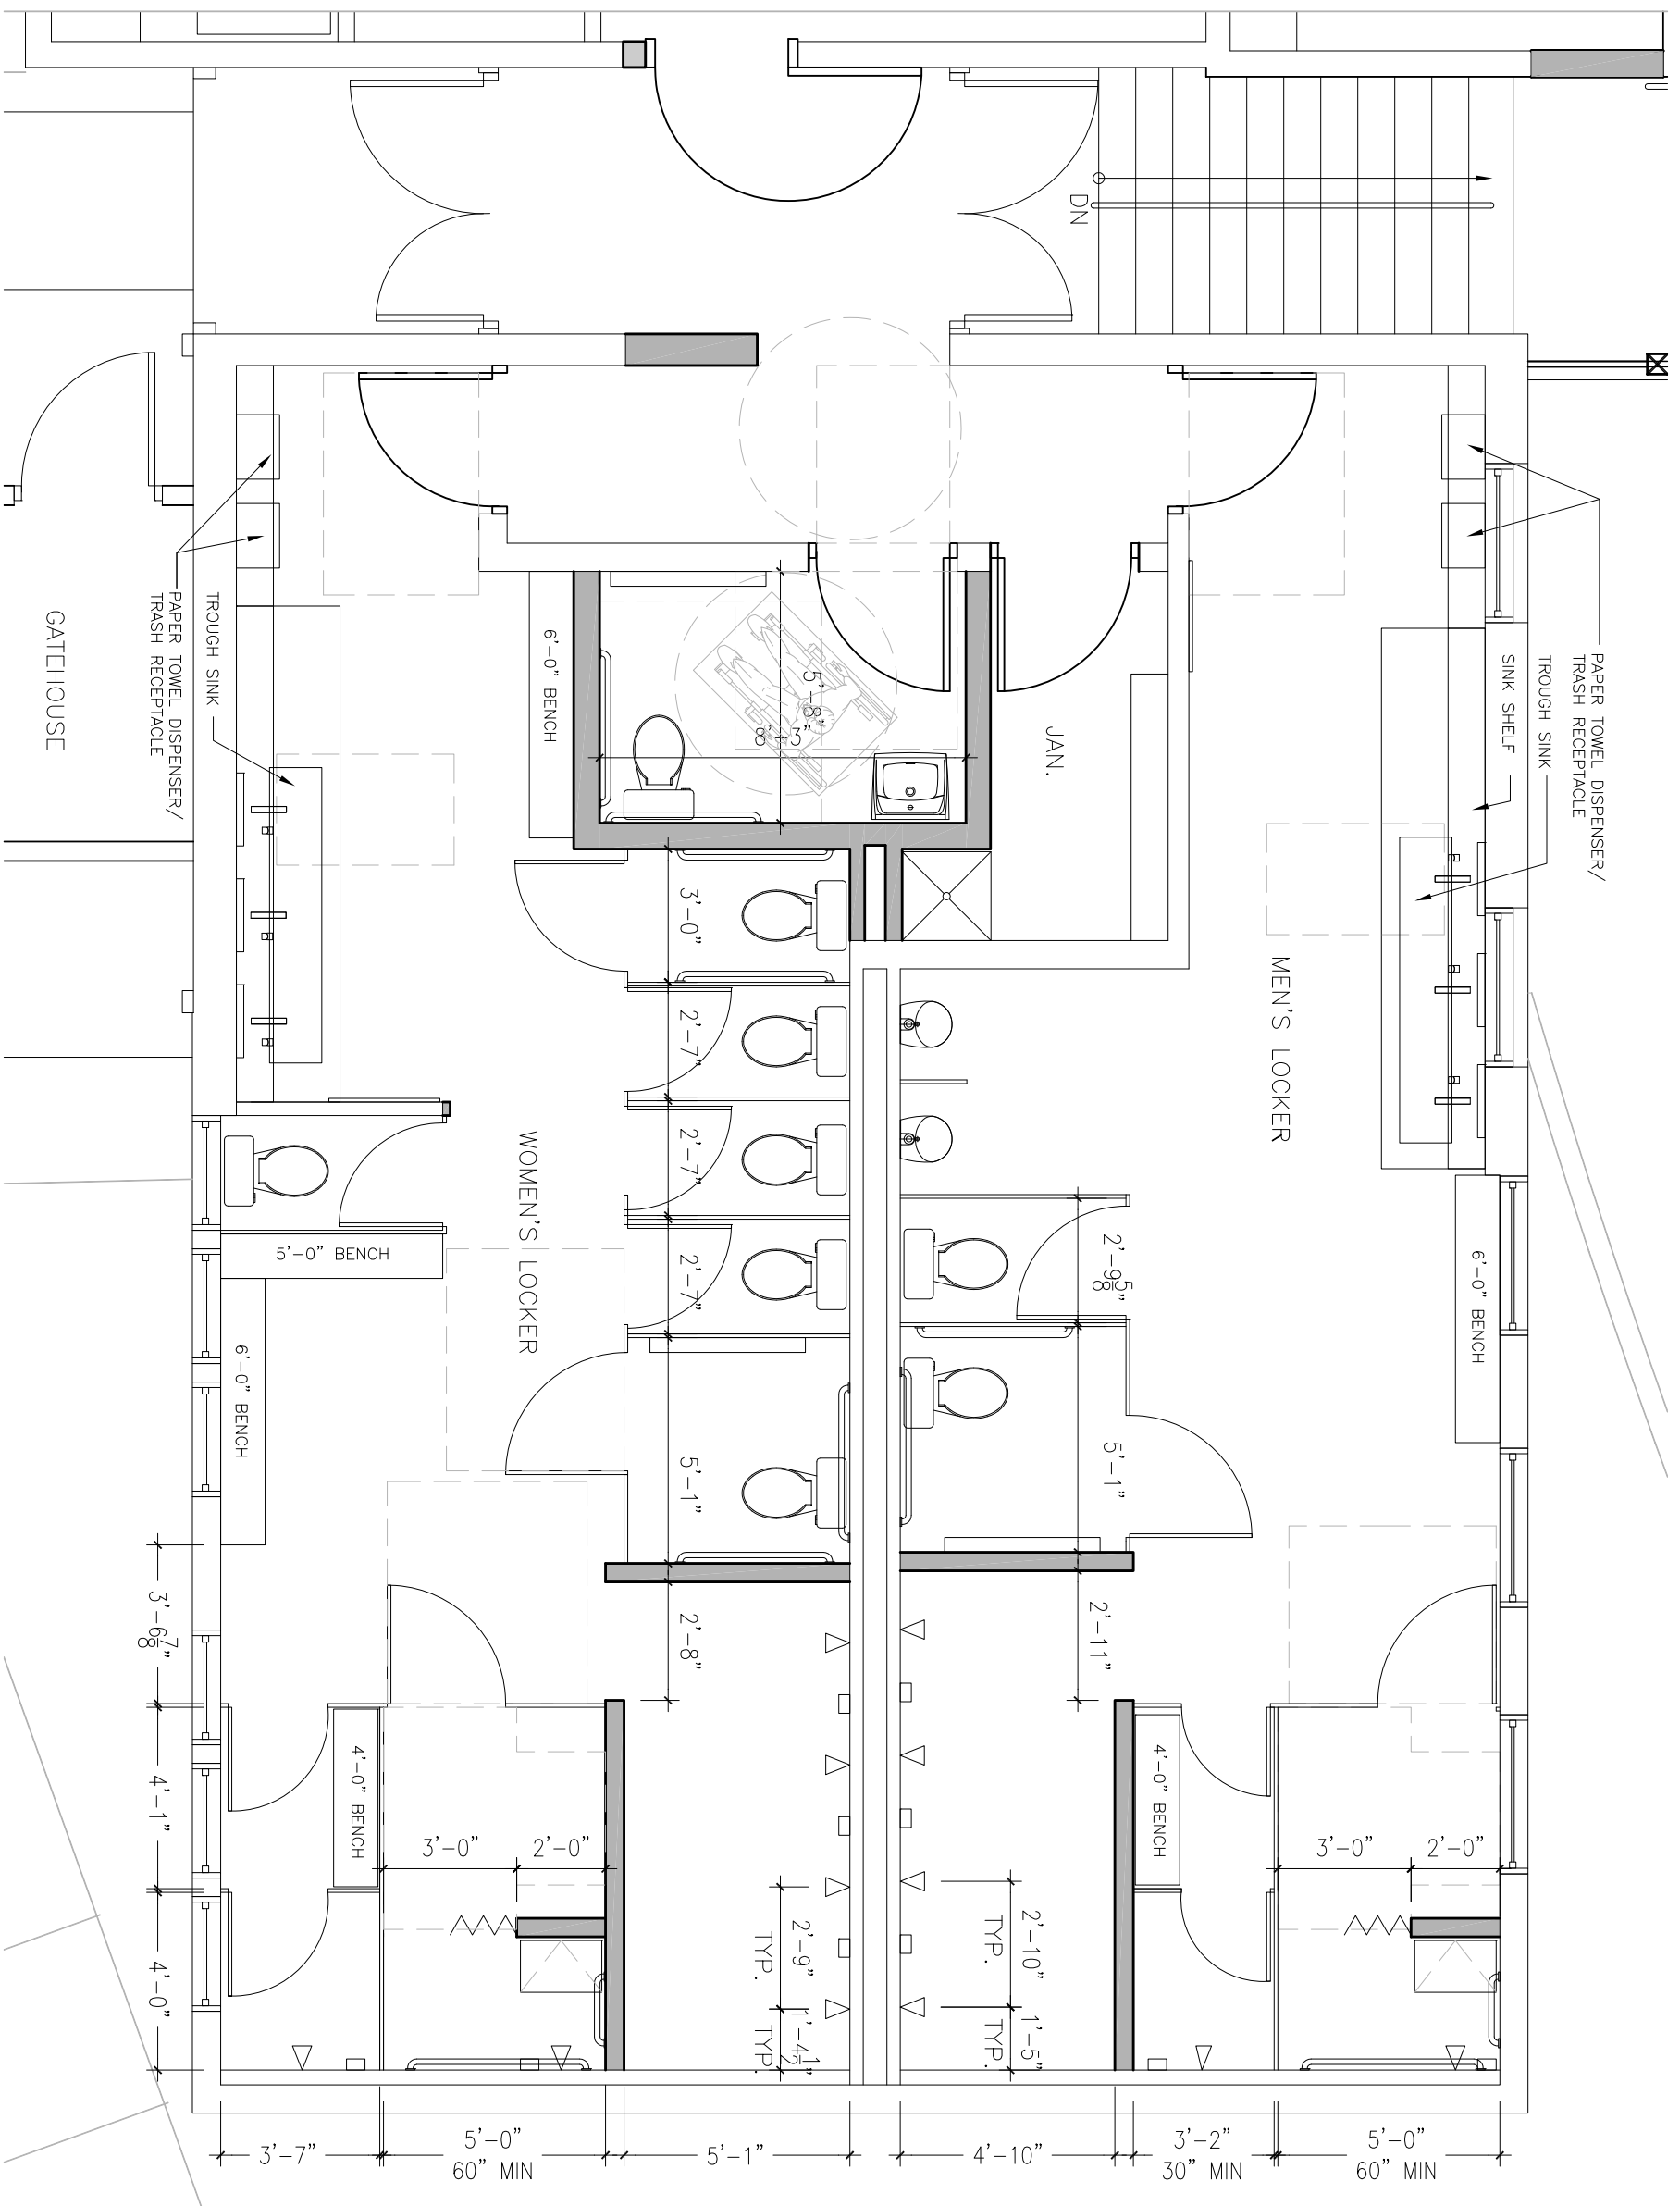 DN
PAPER TOWEL DISPENSER/
TRASH RECEPTACLE
TROUGH SINK
SINK SHELF
PAPER TOWEL DISPENSER/
TRASH RECEPTACLE
TROUGH SINK
GATEHOUSE
6'-0" BENCH
5'-8"
8'-3"
JAN.
3'-0"
2'-7"
2'-7"
2'-7"
5'-1"
2'-8"
MEN'S LOCKER
WOMEN'S LOCKER
2'-9 5/8"
5'-1"
2'-11"
6'-0" BENCH
5'-0" BENCH
6'-0" BENCH
3'-6 7/8"
4'-1"
4'-0"
4'-0" BENCH
3'-0"
2'-0"
4'-0" BENCH
3'-0"
2'-0"
2'-9"
TYP.
1'-4 1/2"
TYP.
2'-10"
TYP.
1'-5"
TYP.
3'-7"
5'-0"
60" MIN
5'-1"
4'-10"
3'-2"
30" MIN
5'-0"
60" MIN